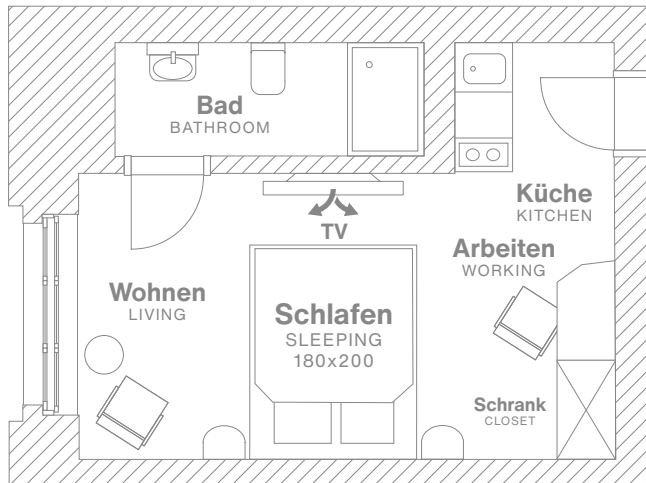 Bad
BATHROOM
TV
Küche
KITCHEN
Arbeiten
WORKING
Wohnen
LIVING
Schlafen
SLEEPING
180x200
Schrank
CLOSET